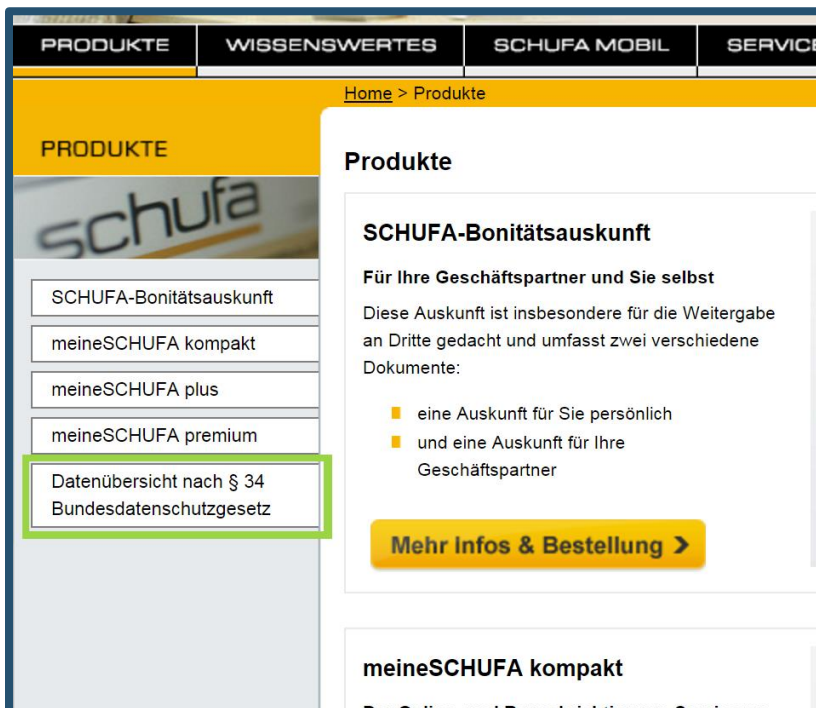 PRODUKTE WISSENSWERTES SCHUFA MOBIL SERVICE
Home > Produkte
PRODUKTE
schufa
SCHUFA-Bonitätsauskunft
meineSCHUFA kompakt
meineSCHUFA plus
meineSCHUFA premium
Datenübersicht nach § 34
Bundesdatenschutzgesetz
Produkte
SCHUFA-Bonitätsauskunft
Für Ihre Geschäftspartner und Sie selbst
Diese Auskunft ist insbesondere für die Weitergabe
an Dritte gedacht und umfasst zwei verschiedene
Dokumente:
eine Auskunft für Sie persönlich
und eine Auskunft für Ihre
Geschäftspartner
Mehr Infos & Bestellung >
meineSCHUFA kompakt